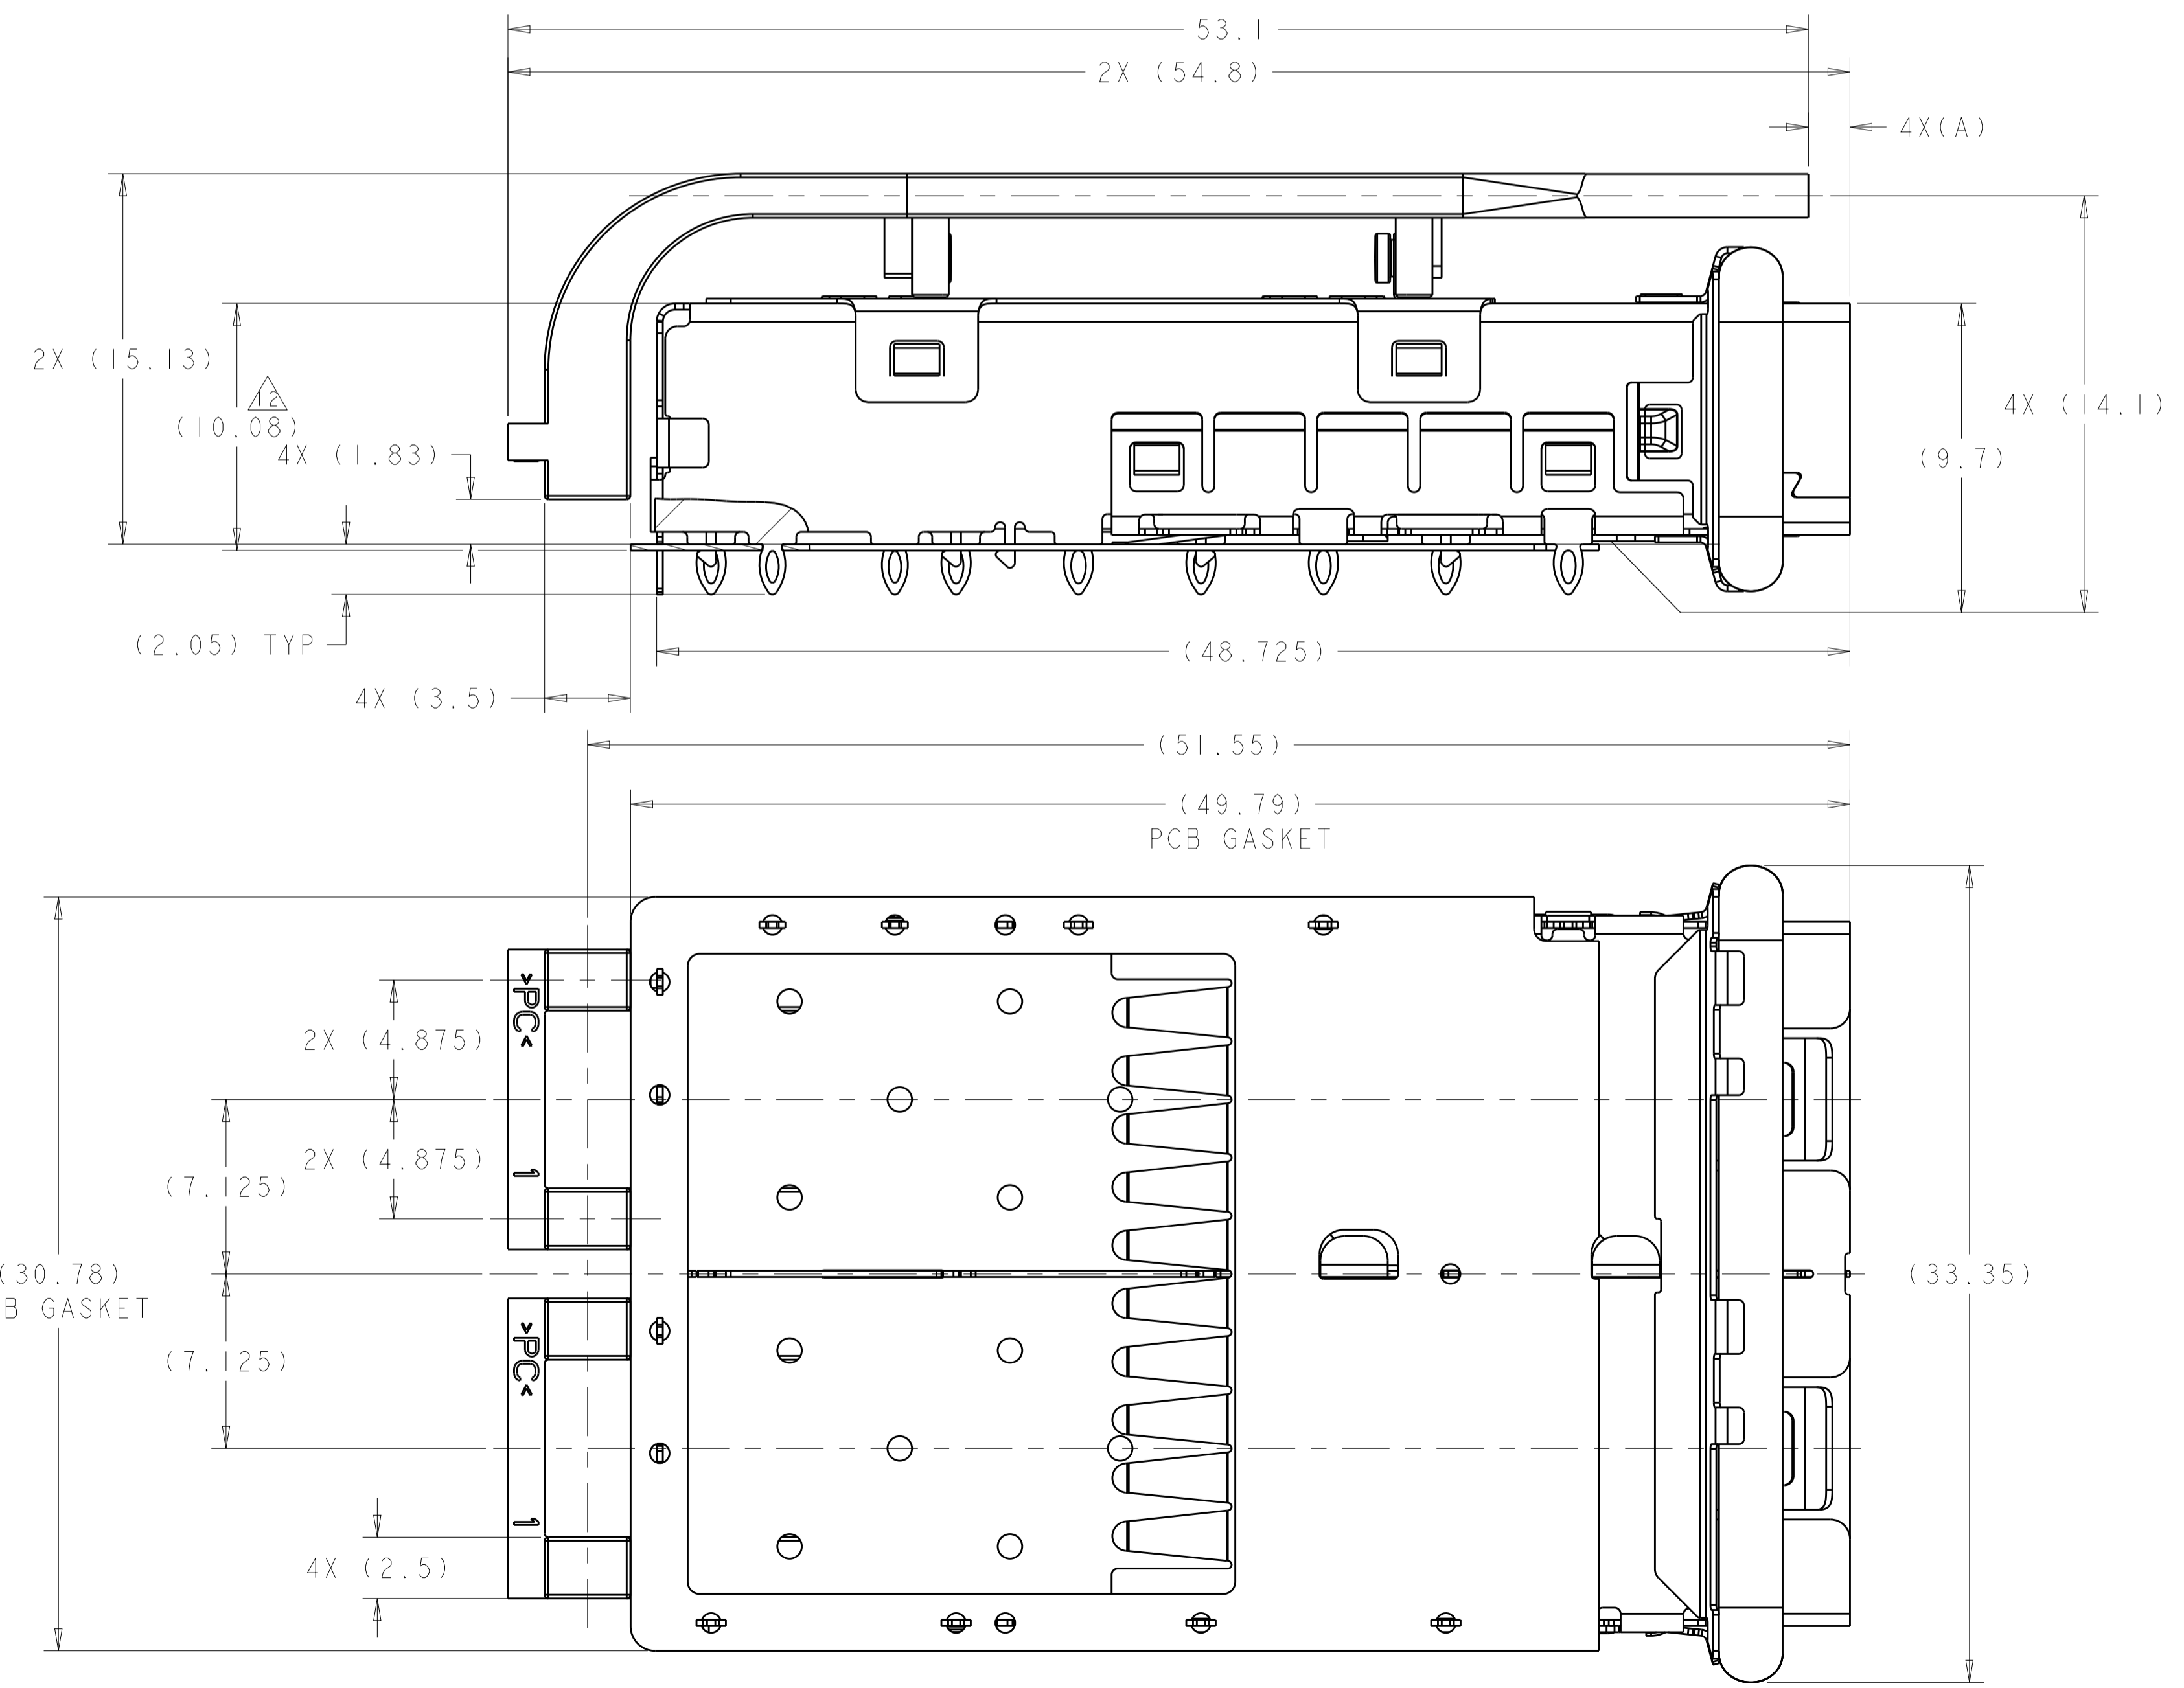 53.1
2X (54.8)
4X(A)
2X (15.13)
12
(10.08)
4X (1.83)
4X (14.1)
(9.7)
(2.05) TYP
(48.725)
4X (3.5)
(51.55)
(49.79)
PCB GASKET
>PC<
2X (4.875)
2X (4.875)
1
(7.125)
(30.78)
B GASKET
(33.35)
>PC<
(7.125)
1
4X (2.5)